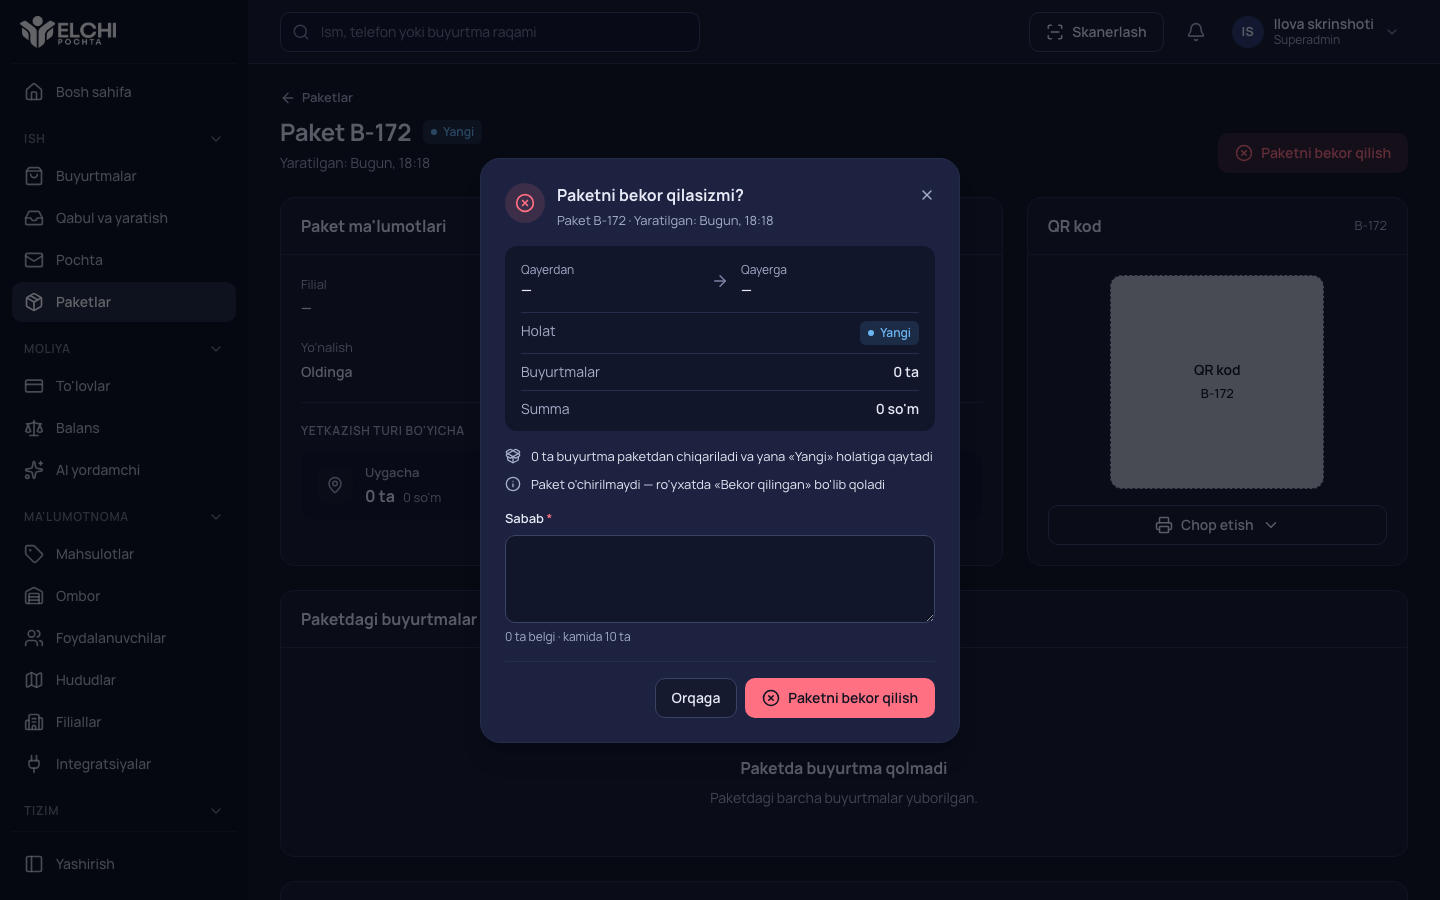 ELCHI
POCHTA
Ism, telefon yoki buyurtma raqami
Skanerlash
IS
Ilova skrinshoti
Superadmin
Bosh sahifa
ISH
Buyurtmalar
Qabul va yaratish
Pochta
Paketlar
MOLIYA
To'lovlar
Balans
AI yordamchi
MA'LUMOTNOMA
Mahsulotlar
Ombor
Foydalanuvchilar
Hududlar
Filiallar
Integratsiyalar
TIZIM
Yashirish
Paketlar
Paket B-172
Yangi
Yaratilgan: Bugun, 18:18
Paketni bekor qilish
Paket ma'lumotlari
Filial
—
Yo'nalish
Oldinga
YETKAZISH TURI BO'YICHA
Uygacha
0 ta 0 so'm
QR kod
B-172
QR kod
B-172
Chop etish
Paketdagi buyurtmalar
Paketda buyurtma qolmadi
Paketdagi barcha buyurtmalar yuborilgan.
Paketni bekor qilasizmi?
Paket B-172 · Yaratilgan: Bugun, 18:18
Qayerdan
—
Qayerga
—
Holat
Yangi
Buyurtmalar
0 ta
Summa
0 so'm
0 ta buyurtma paketdan chiqariladi va yana «Yangi» holatiga qaytadi
Paket o'chirilmaydi — ro'yxatda «Bekor qilingan» bo'lib qoladi
Sabab *
0 ta belgi · kamida 10 ta
Orqaga
Paketni bekor qilish